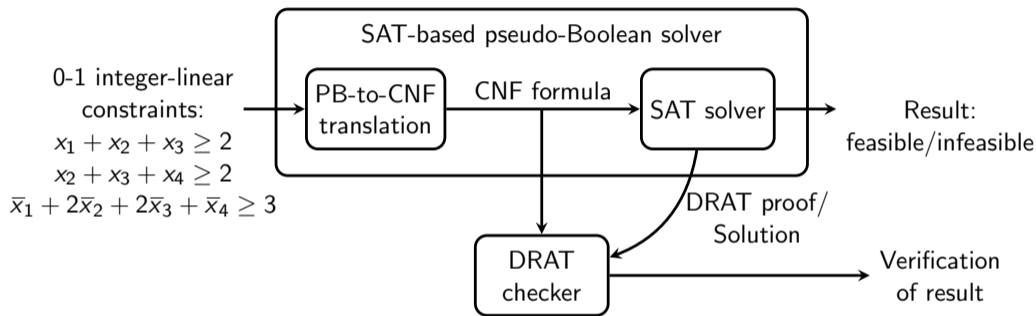 SAT-based pseudo-Boolean solver
0-1 integer-linear
constraints:
x₁ + x₂ + x₃ ≥ 2
x₂ + x₃ + x₄ ≥ 2
x̄₁ + 2x̄₂ + 2x̄₃ + x̄₄ ≥ 3
PB-to-CNF
translation
CNF formula
SAT solver
Result:
feasible/infeasible
DRAT proof/
Solution
DRAT
checker
Verification
of result